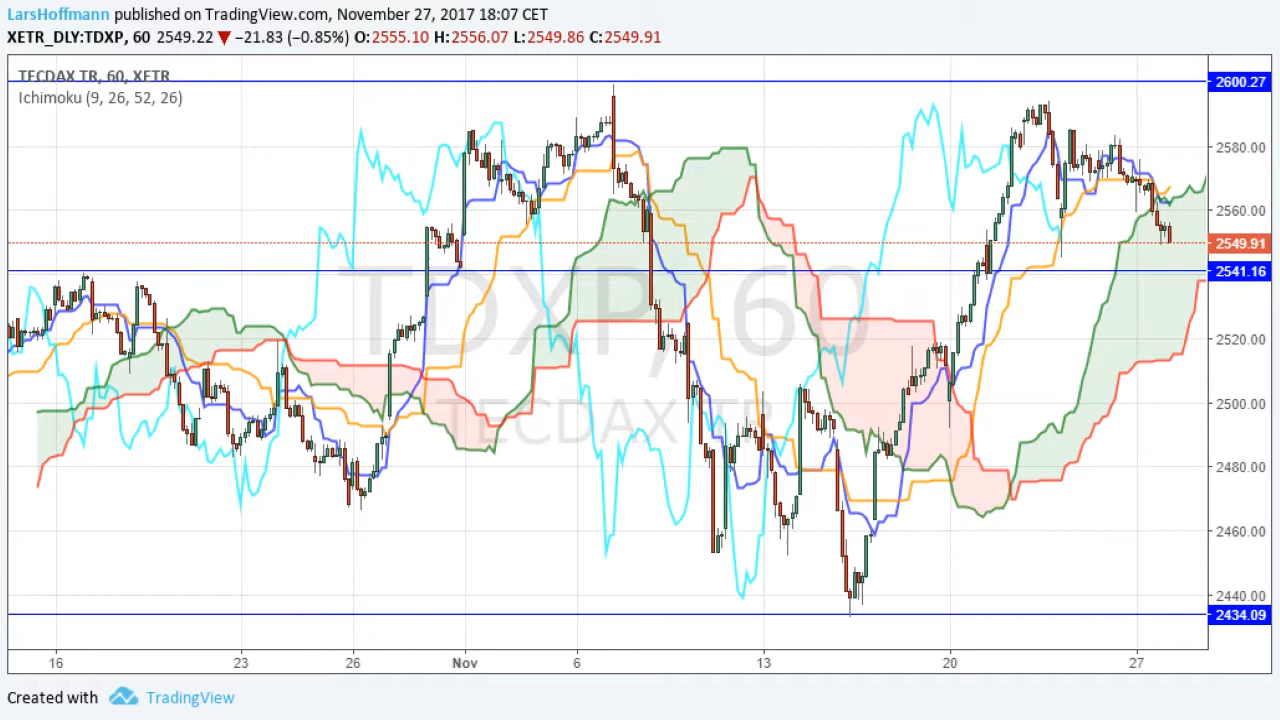 LarsHoffmann published on TradingView.com, November 27, 2017 18:07 CET
XETR_DLY:TDXP, 60 2549.22 ▼ −21.83 (−0.85%) O:2555.10 H:2556.07 L:2549.86 C:2549.91
TECDAX TR, 60, XETR
Ichimoku (9, 26, 52, 26)
TDXP, 60
TECDAX TR
2600.27
2580.00
2560.00
2549.91
2541.16
2520.00
2500.00
2480.00
2460.00
2440.00
2434.09
16 23 26 Nov 6 13 20 27
Created with TradingView